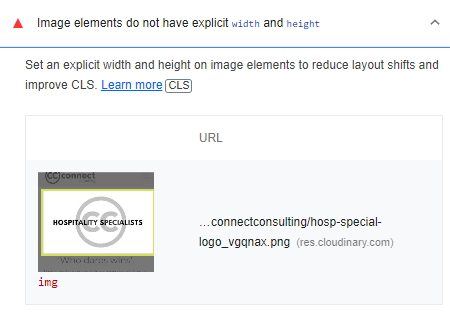 Image elements do not have explicit width and height
Set an explicit width and height on image elements to reduce layout shifts and
improve CLS. Learn more CLS
URL
CC connect
HOSPITALITY SPECIALISTS
CC
'Who dares wins'
img
...connectconsulting/hosp-special-
logo_vgqnax.png (res.cloudinary.com)